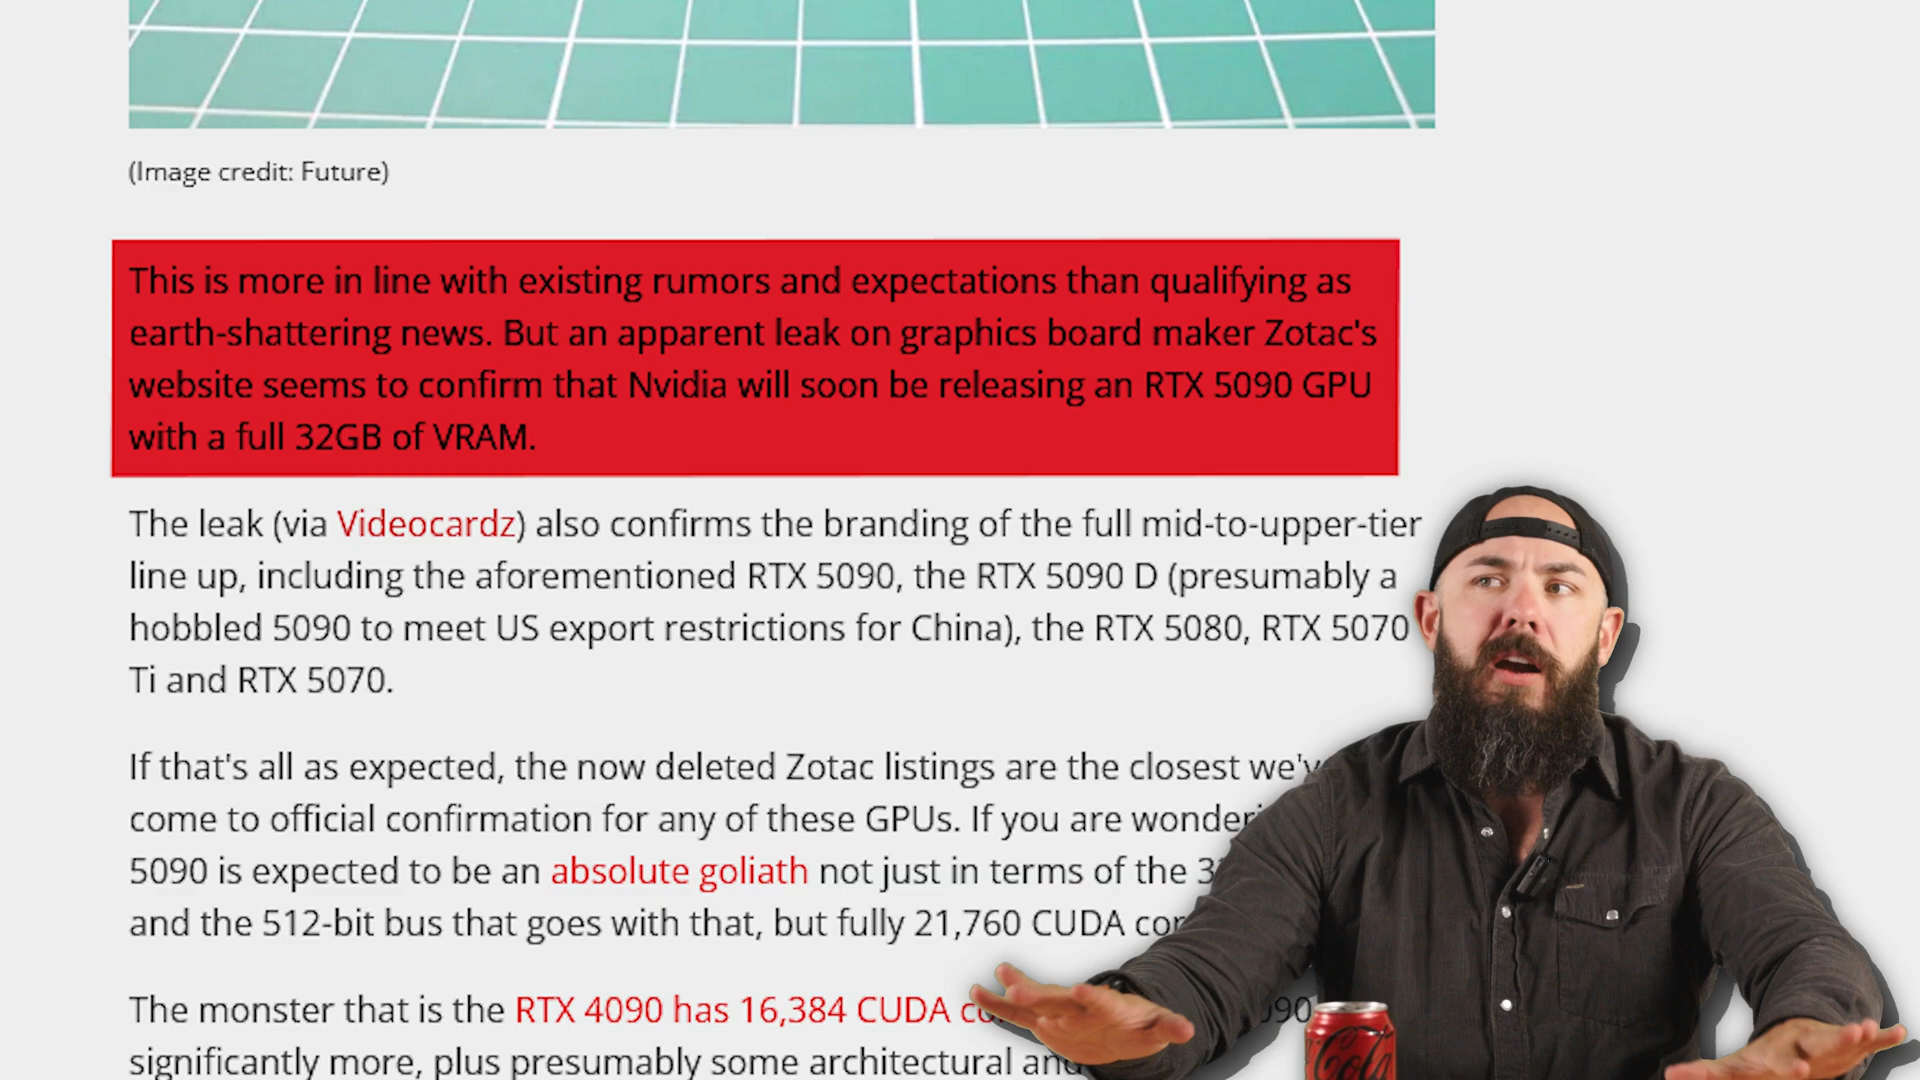 (Image credit: Future)
This is more in line with existing rumors and expectations than qualifying as
earth-shattering news. But an apparent leak on graphics board maker Zotac's
website seems to confirm that Nvidia will soon be releasing an RTX 5090 GPU
with a full 32GB of VRAM.
The leak (via Videocardz) also confirms the branding of the full mid-to-upper-tier
line up, including the aforementioned RTX 5090, the RTX 5090 D (presumably a
hobbled 5090 to meet US export restrictions for China), the RTX 5080, RTX 5070
Ti and RTX 5070.
If that's all as expected, the now deleted Zotac listings are the closest
come to official confirmation for any of these GPUs. If you are
5090 is expected to be an absolute goliath not just in terms of the
and the 512-bit bus that goes with that, but fully 21,760 CUDA
The monster that is the RTX 4090 has 16,384 CUDA
significantly more, plus presumably some architectural
Cola